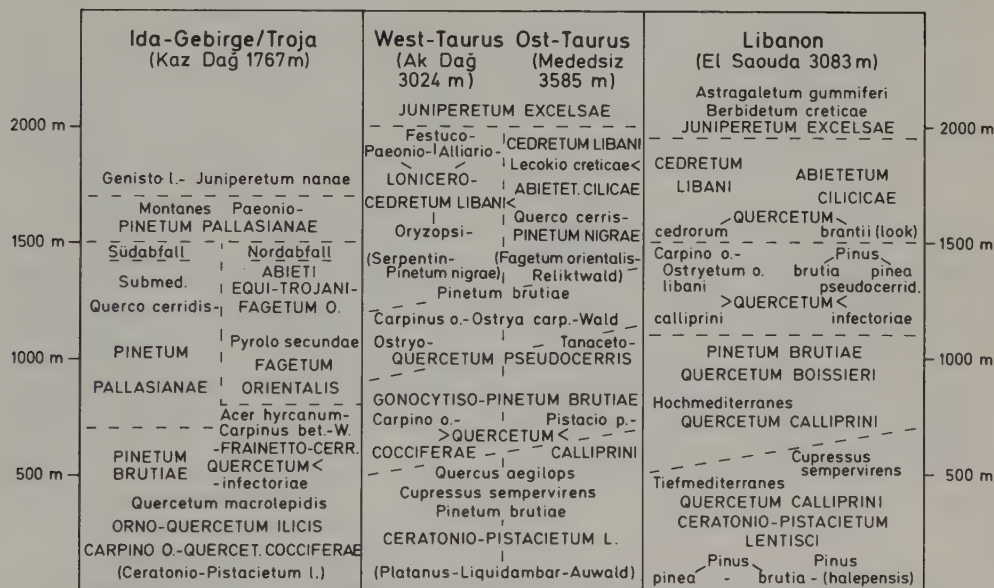 Ida-Gebirge/Troja
(Kaz Dağ 1767m)
2000 m
Genisto l.- Juniperetum nanae
Montanes Paeonio-
PINETUM PALLASIANAE
1500 m
Südabfall Nordabfall
Submed. ABIETI
EQUI-TROJANI-
Querco cerridis- FAGETUM O.
Pyrolo secundae
PINETUM FAGETUM
1000 m
PALLASIANAE ORIENTALIS
Acer hyrcanum-
Carpinus bet.-W.
PINETUM -FRAINETTO-CERR.
BRUTIAE QUERCETUM<
500 m
-infectoriae
Quercetum macrolepidis
ORNO-QUERCETUM ILICIS
CARPINO O.-QUERCET. COCCIFERAE
(Ceratonio-Pistacietum l.)
West-Taurus Ost-Taurus
(Ak Dağ (Mededsiz
3024 m) 3585 m)
JUNIPERETUM EXCELSAE
Festuco- CEDRETUM LIBANI
Paeonio- Alliario- Lecokio creticae<
LONICERO- ABIETET. CILICAE
CEDRETUM LIBANI< Querco cerris-
Oryzopsi- PINETUM NIGRAE
(Serpentin- (Fagetum orientalis-
Pinetum nigrae) Reliktwald)
Pinetum brutiae
Carpinus o.-Ostrya carp.-Wald
Ostryo- Tanaceto-
QUERCETUM PSEUDOCERRIS
GONOCYTISO-PINETUM BRUTIAE
Carpino o.- Pistacio p.-
>QUERCETUM<
COCCIFERAE CALLIPRINI
Quercus aegilops
Cupressus sempervirens
Pinetum brutiae
CERATONIO-PISTACIETUM L.
(Platanus-Liquidambar-Auwald)
Libanon
(El Saouda 3083m)
Astragaletum gummiferi
Berbidetum creticae
JUNIPERETUM EXCELSAE
2000 m
CEDRETUM ABIETETUM
LIBANI CILICICAE
QUERCETUM
cedrorum brantii (look)
1500 m
Carpino o.- Pinus
Ostryetum o. brutia pinea
libani pseudocerrid.
>QUERCETUM<
calliprini infectoriae
PINETUM BRUTIAE
1000 m
QUERCETUM BOISSIERI
Hochmediterranes
QUERCETUM CALLIPRINI
Cupressus
sempervirens
500 m
Tiefmediterranes
QUERCETUM CALLIPRINI
CERATONIO-PISTACIETUM
LENTISCI
Pinus Pinus
pinea - brutia - (halepensis)